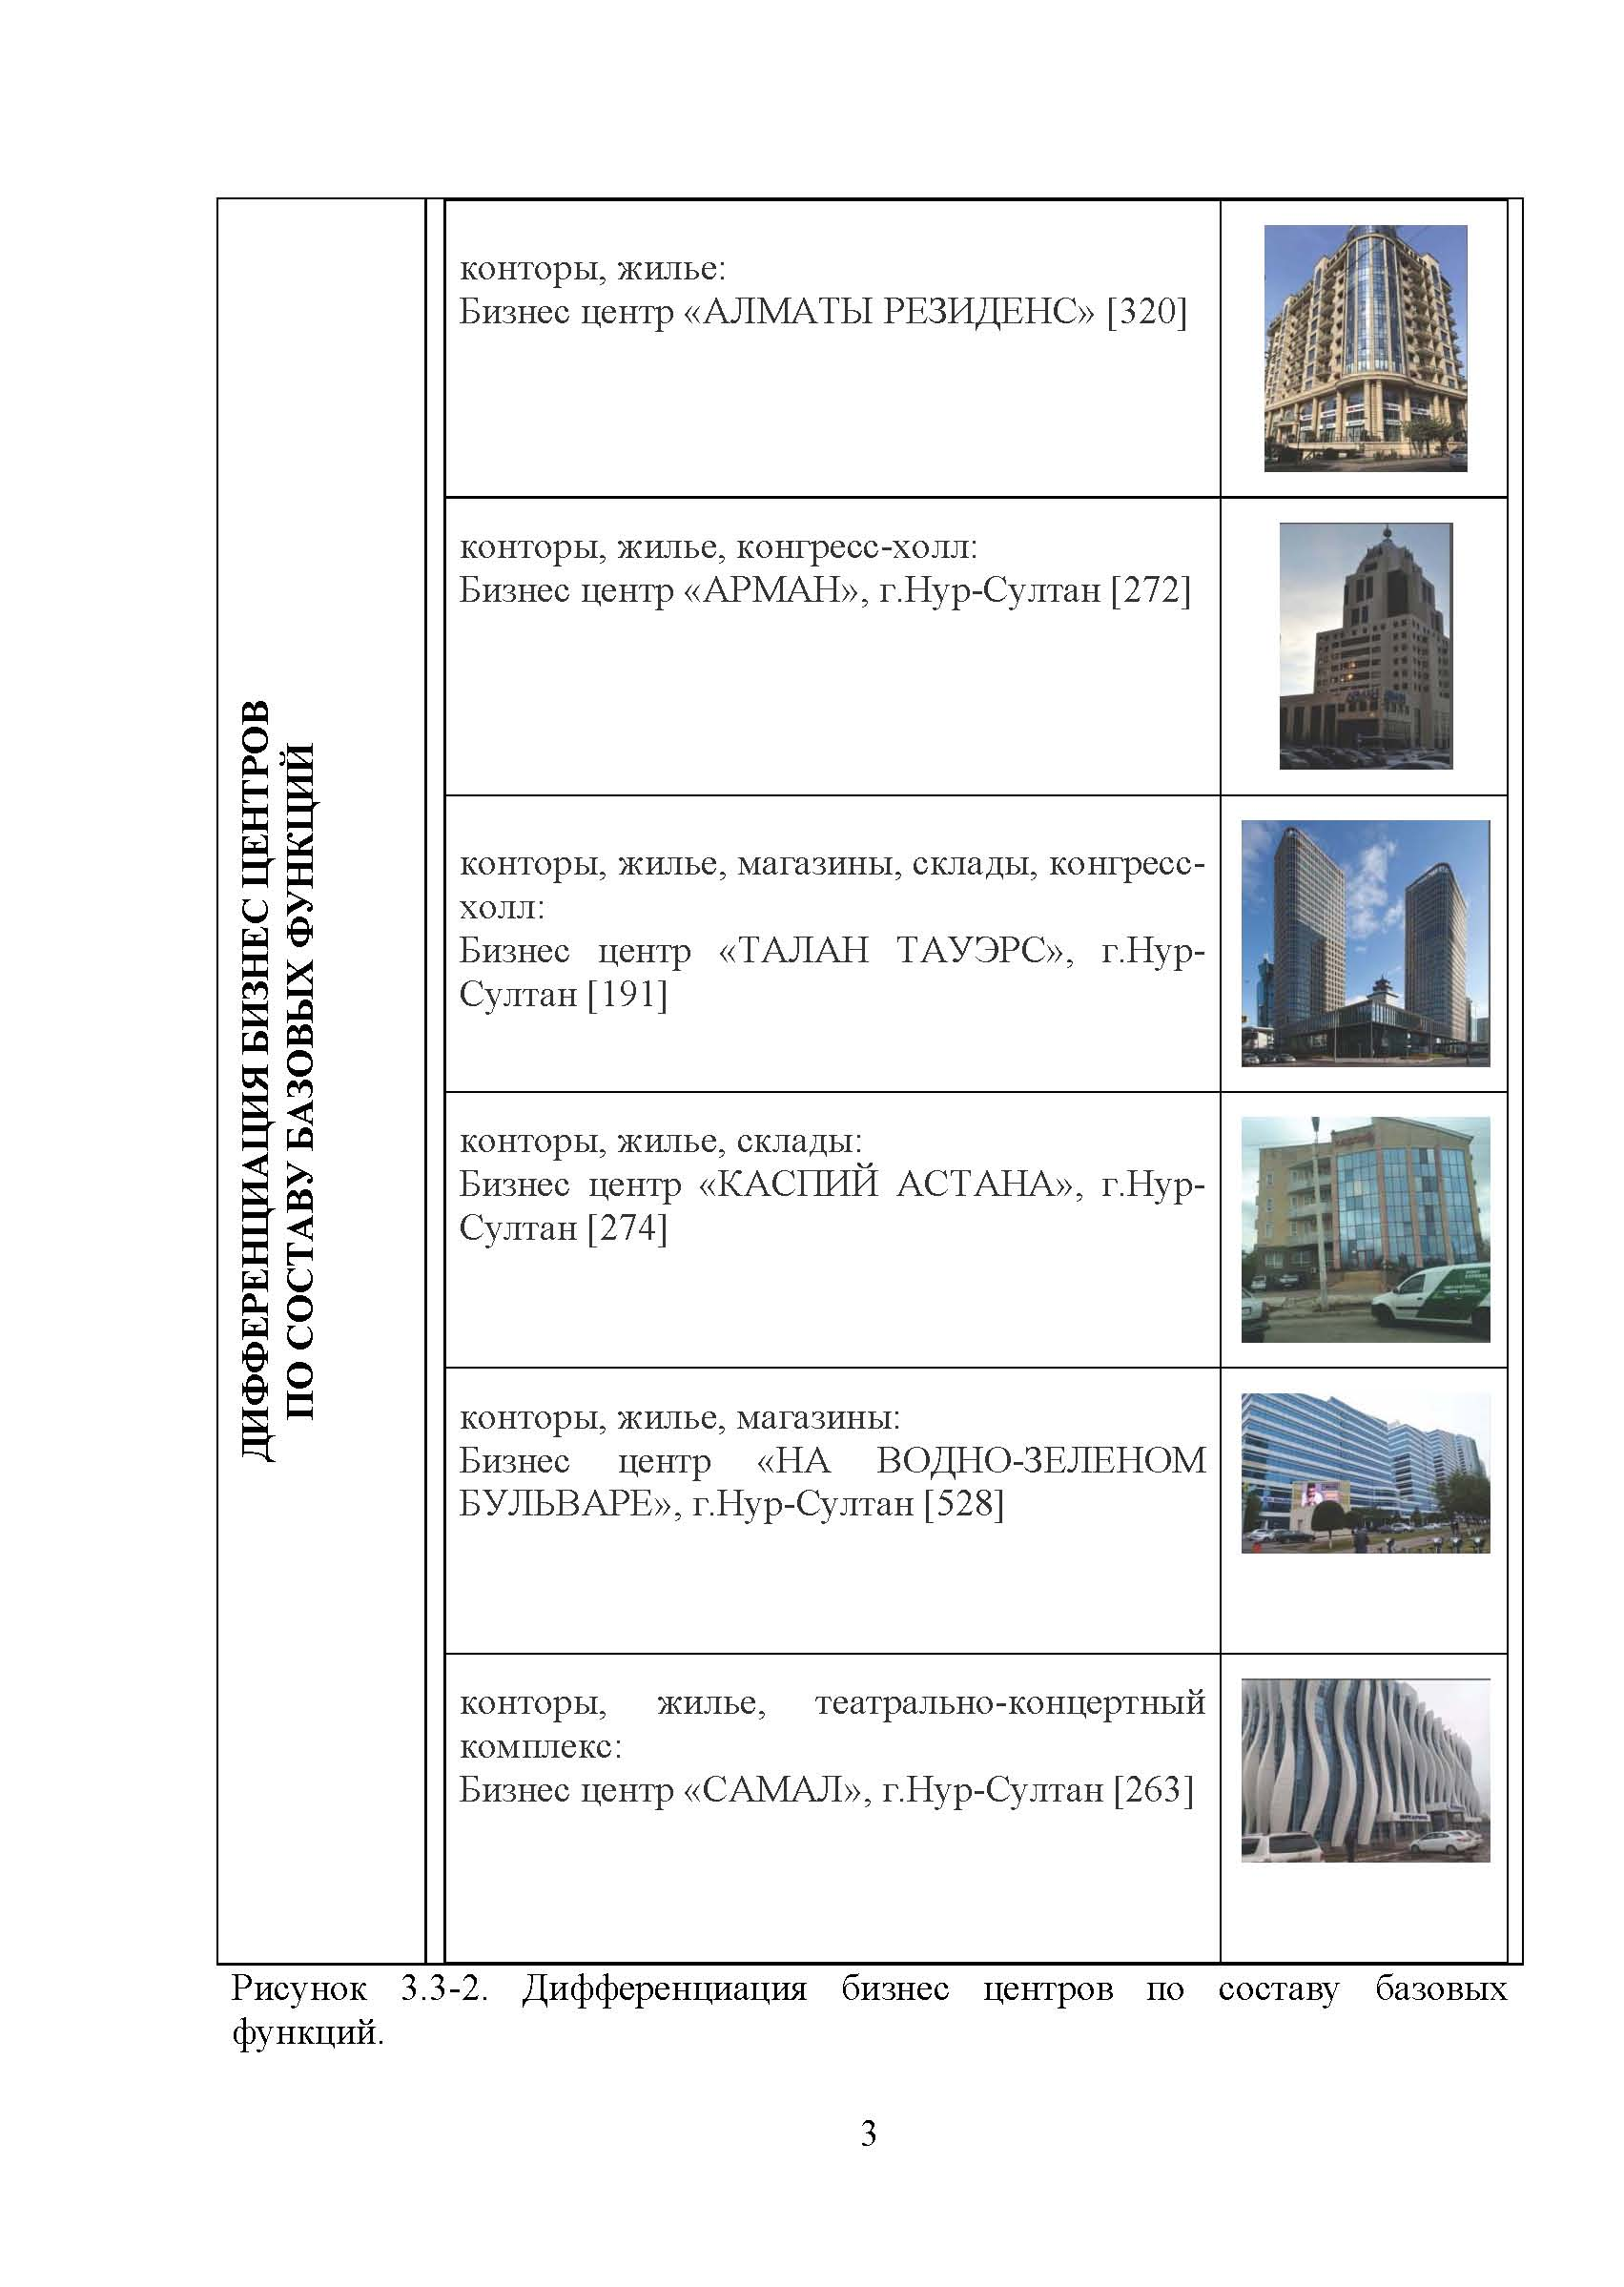 ДИФФЕРЕНЦИАЦИЯ БИЗНЕС ЦЕНТРОВ
ПО СОСТАВУ БАЗОВЫХ ФУНКЦИЙ
конторы, жилье:
Бизнес центр «АЛМАТЫ РЕЗИДЕНС» [320]
конторы, жилье, конгресс-холл:
Бизнес центр «АРМАН», г.Нур-Султан [272]
конторы, жилье, магазины, склады, конгресс-
холл:
Бизнес центр «ТАЛАН ТАУЭРС», г.Нур-
Султан [191]
конторы, жилье, склады:
Бизнес центр «КАСПИЙ АСТАНА», г.Нур-
Султан [274]
конторы, жилье, магазины:
Бизнес центр «НА ВОДНО-ЗЕЛЕНОМ
БУЛЬВАРЕ», г.Нур-Султан [528]
конторы, жилье, театрально-концертный
комплекс:
Бизнес центр «САМАЛ», г.Нур-Султан [263]
Рисунок 3.3-2. Дифференциация бизнес центров по составу базовых
функций.
3